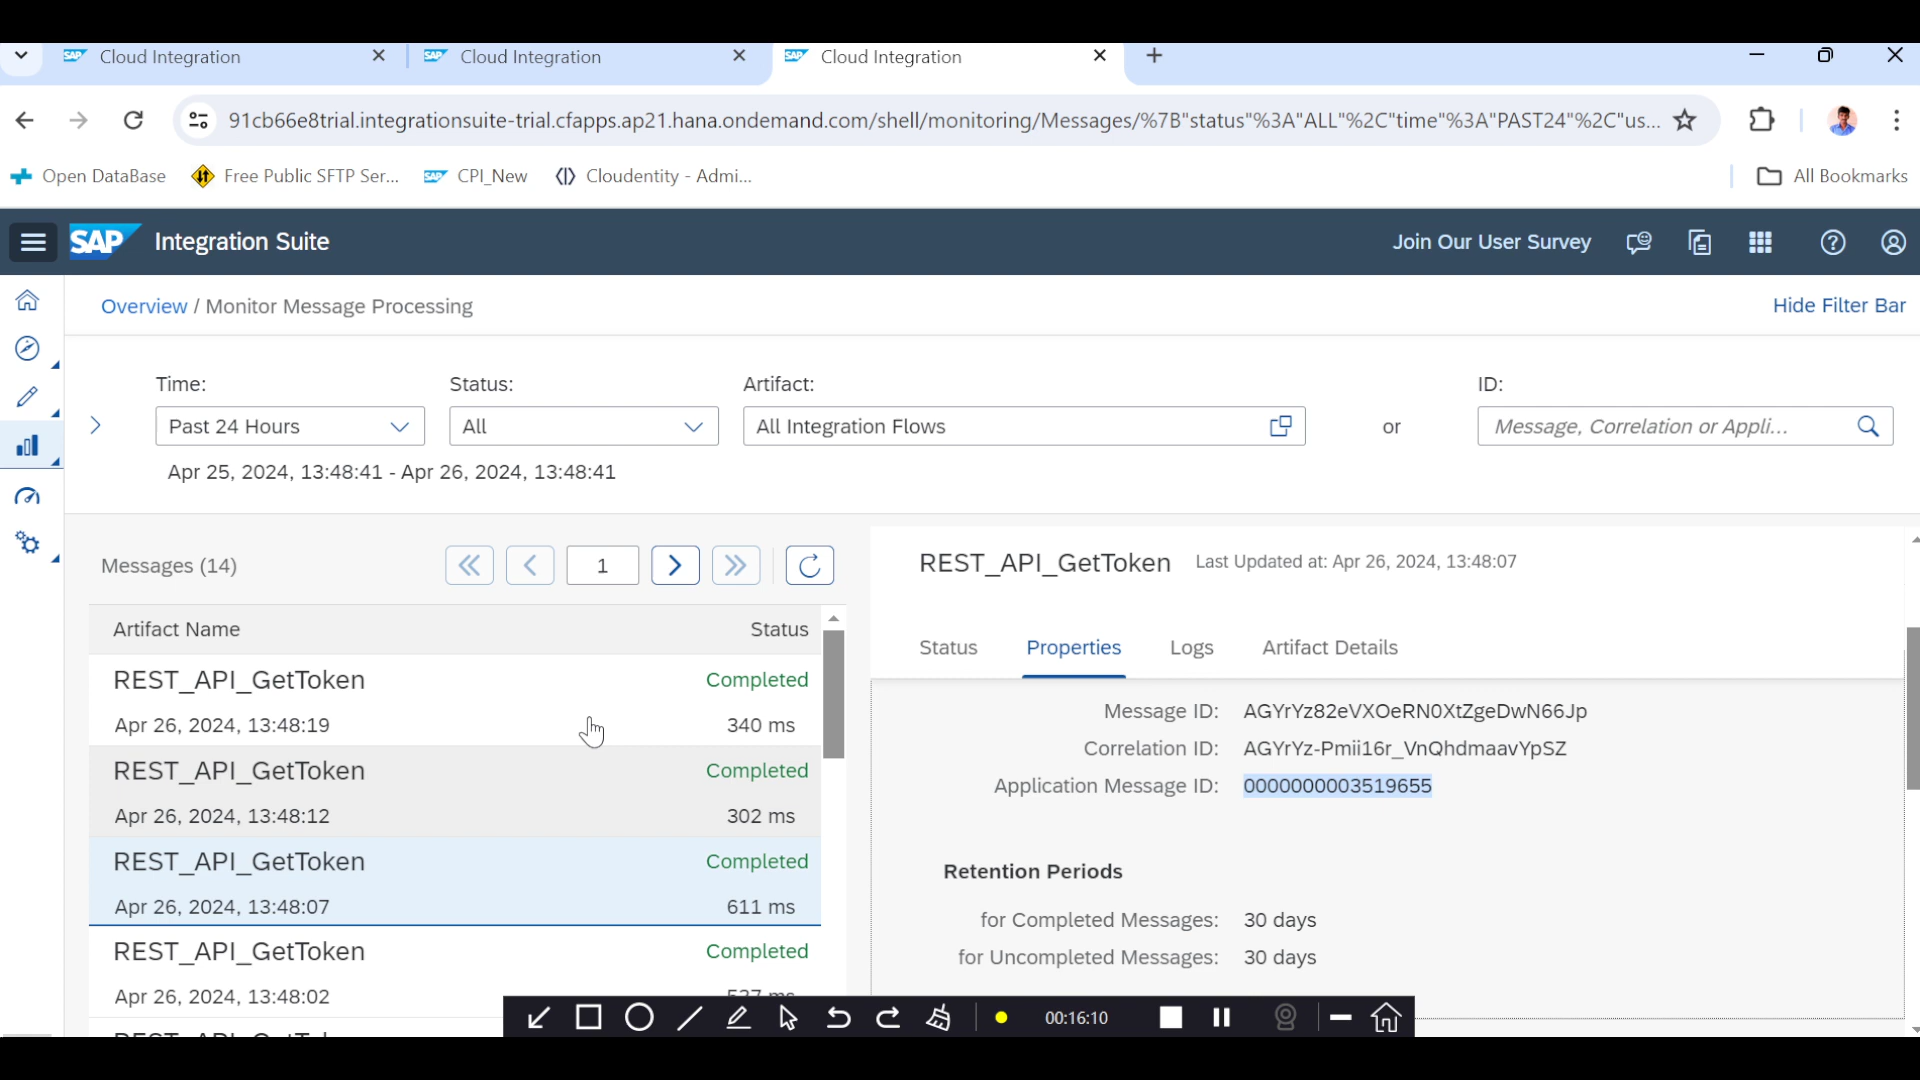 SAP Cloud Integration SAP Cloud Integration SAP Cloud Integration
91cb66e8trial.integrationsuite-trial.cfapps.ap21.hana.ondemand.com/shell/monitoring/Messages/%7B"status"%3A"ALL"%2C"time"%3A"PAST24"%2C"us...
Open DataBase Free Public SFTP Ser... SAP CPI_New Cloudentity - Admi... All Bookmarks
SAP Integration Suite Join Our User Survey
Overview / Monitor Message Processing Hide Filter Bar
Time: Status: Artifact: ID:
Past 24 Hours All All Integration Flows or Message, Correlation or Appli...
Apr 25, 2024, 13:48:41 - Apr 26, 2024, 13:48:41
Messages (14) 1
Artifact Name Status
REST_API_GetToken Completed
Apr 26, 2024, 13:48:19 340 ms
REST_API_GetToken Completed
Apr 26, 2024, 13:48:12 302 ms
REST_API_GetToken Completed
Apr 26, 2024, 13:48:07 611 ms
REST_API_GetToken Completed
Apr 26, 2024, 13:48:02
REST_API_GetToken Last Updated at: Apr 26, 2024, 13:48:07
Status Properties Logs Artifact Details
Message ID: AGYrYz82eVXOeRN0XtZgeDwN66Jp
Correlation ID: AGYrYz-Pmii16r_VnQhdmaavYpSZ
Application Message ID: 0000000003519655
Retention Periods
for Completed Messages: 30 days
for Uncompleted Messages: 30 days
00:16:10